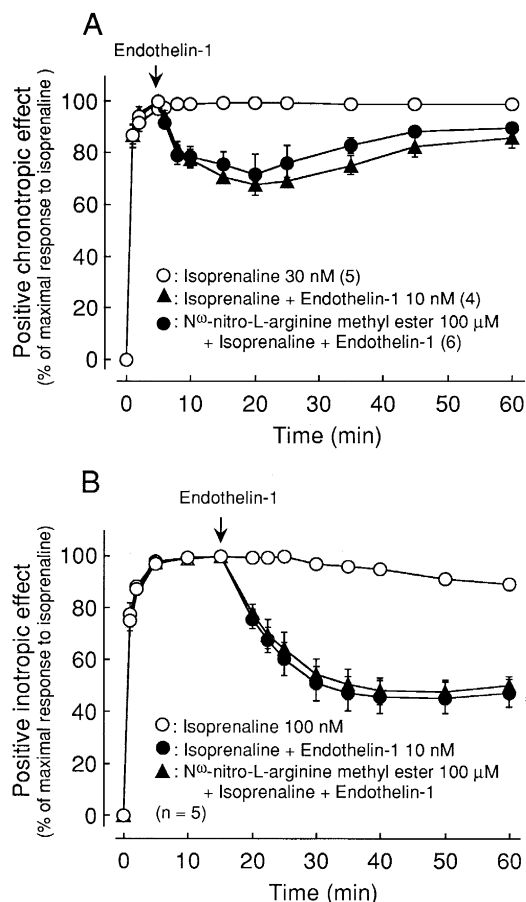 A
Endothelin-1
Positive chronotropic effect
(% of maximal response to isoprenaline)
100
80
60
40
20
0
○ : Isoprenaline 30 nM (5)
▲ : Isoprenaline + Endothelin-1 10 nM (4)
● : Nω-nitro-L-arginine methyl ester 100 μM
+ Isoprenaline + Endothelin-1 (6)
0 10 20 30 40 50 60
Time (min)
B
Endothelin-1
Positive inotropic effect
(% of maximal response to isoprenaline)
100
80
60
40
20
0
○ : Isoprenaline 100 nM
● : Isoprenaline + Endothelin-1 10 nM
▲ : Nω-nitro-L-arginine methyl ester 100 μM
+ Isoprenaline + Endothelin-1
(n = 5)
0 10 20 30 40 50 60
Time (min)